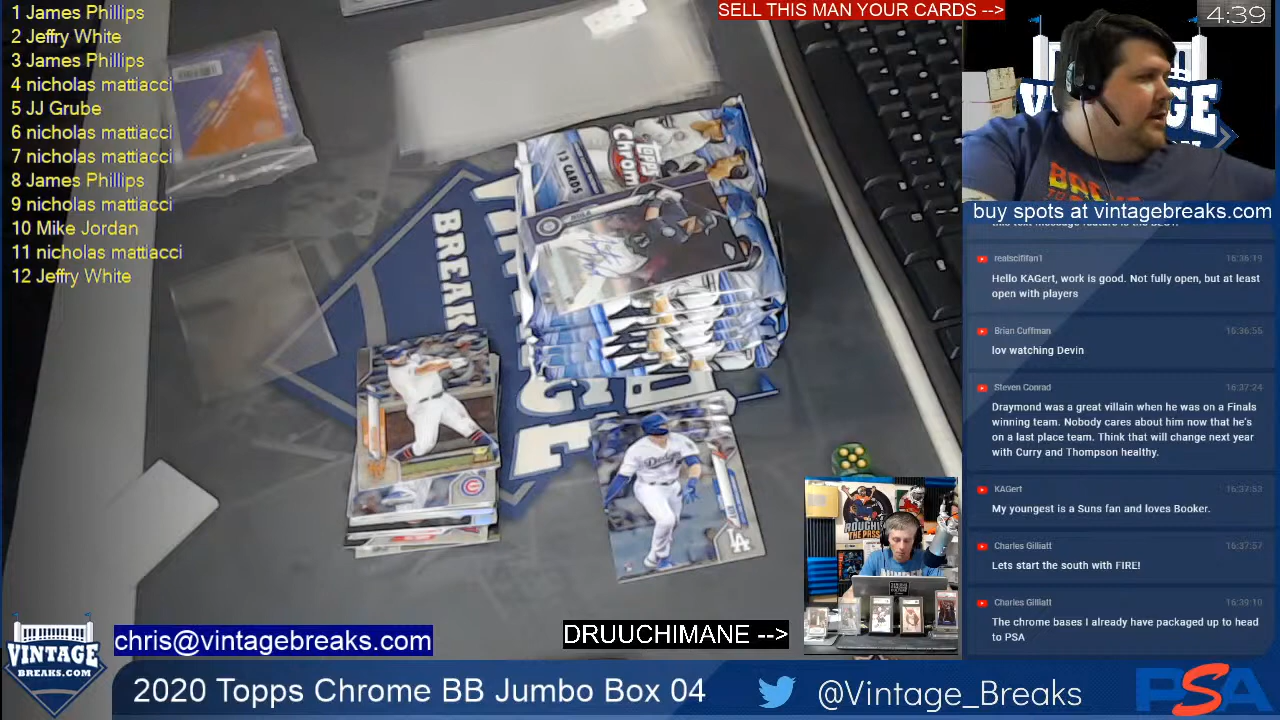 1 James Phillips
2 Jeffry White
3 James Phillips
4 nicholas mattiacci
5 JJ Grube
6 nicholas mattiacci
7 nicholas mattiacci
8 James Phillips
9 nicholas mattiacci
10 Mike Jordan
11 nicholas mattiacci
12 Jeffry White
SELL THIS MAN YOUR CARDS -->
4:39
buy spots at vintagebreaks.com
realscififan1 16:36:19
Hello KAGert, work is good. Not fully open, but at least
open with players
Brian Cuffman 16:36:55
lov watching Devin
Steven Conrad 16:37:24
Draymond was a great villain when he was on a Finals
winning team. Nobody cares about him now that he's
on a last place team. Think that will change next year
with Curry and Thompson healthy.
KAGert 16:37:53
My youngest is a Suns fan and loves Booker.
Charles Gilliatt 16:37:57
Lets start the south with FIRE!
Charles Gilliatt 16:39:10
The chrome bases I already have packaged up to head
to PSA
13 CARDS
Topps
Chrom
BREAK
Dodgers
LA
ROUGHING
THE PASS
DRUUCHIMANE -->
chris@vintagebreaks.com
VINTAGE
BREAKS.COM
2020 Topps Chrome BB Jumbo Box 04
@Vintage_Breaks
PSA